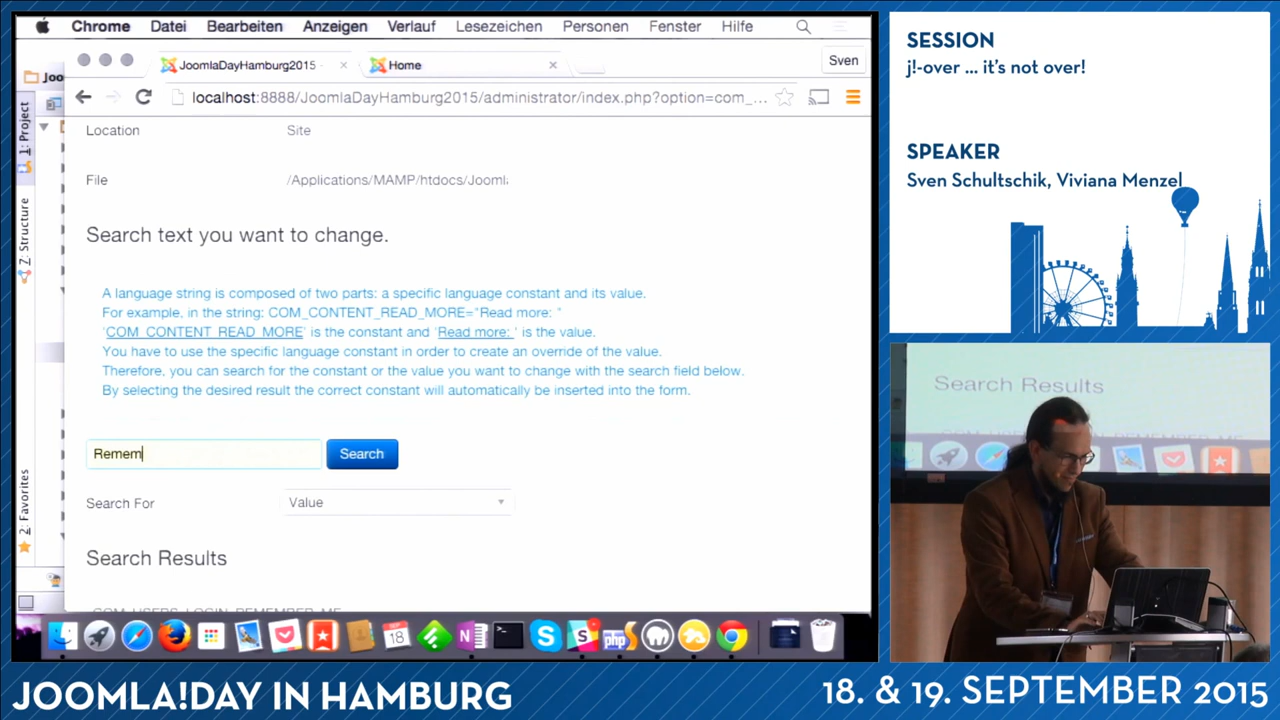 Chrome Datei Bearbeiten Anzeigen Verlauf Lesezeichen Personen Fenster Hilfe
JoomlaDayHamburg2015 Home Sven
localhost:8888/JoomlaDayHamburg2015/administrator/index.php?option=com_...
Joo
1: Project
7: Structure
2: Favorites
Location Site
File /Applications/MAMP/htdocs/Jooml
Search text you want to change.
A language string is composed of two parts: a specific language constant and its value.
For example, in the string: COM_CONTENT_READ_MORE="Read more: "
'COM_CONTENT_READ_MORE' is the constant and 'Read more: ' is the value.
You have to use the specific language constant in order to create an override of the value.
Therefore, you can search for the constant or the value you want to change with the search field below.
By selecting the desired result the correct constant will automatically be inserted into the form.
Remem Search
Search For Value
Search Results
COM_USERS_LOGIN_REMEMBER_ME
18
php
SESSION
j!-over ... it's not over!
SPEAKER
Sven Schultschik, Viviana Menzel
Search Results
JOOMLA!DAY IN HAMBURG
18. & 19. SEPTEMBER 2015